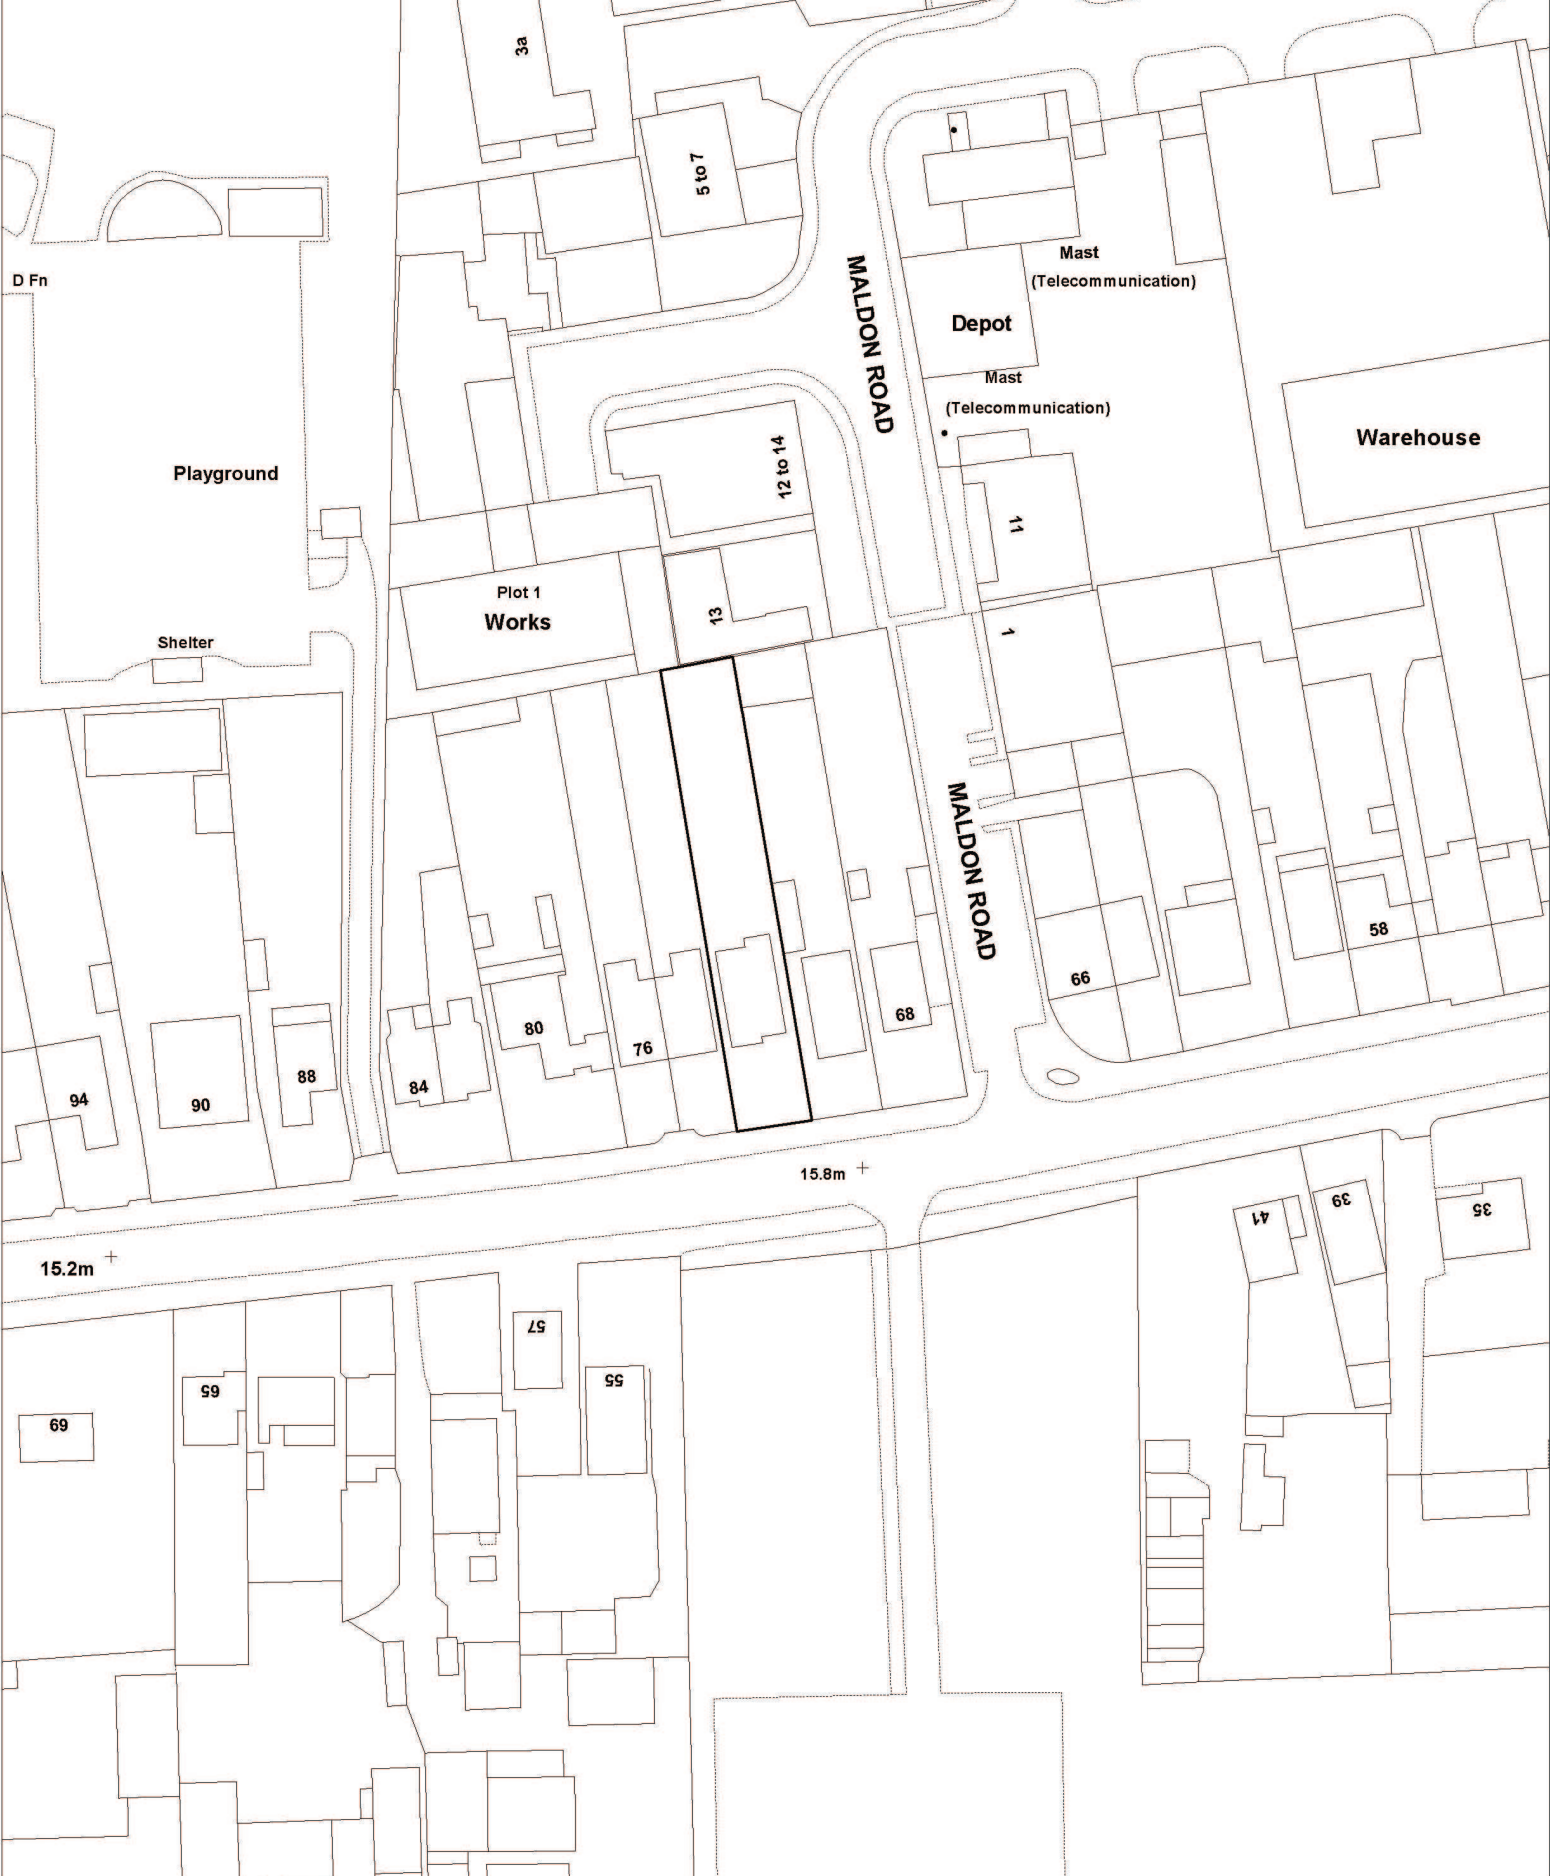 3a
5 to 7
D Fn
Mast
(Telecommunication)
MALDON ROAD
Depot
Mast
(Telecommunication)
Warehouse
Playground
12 to 14
11
Plot 1
Works
13
1
Shelter
MALDON ROAD
58
66
68
80
76
88
84
94
90
15.8m
39
41
35
15.2m
57
55
65
69